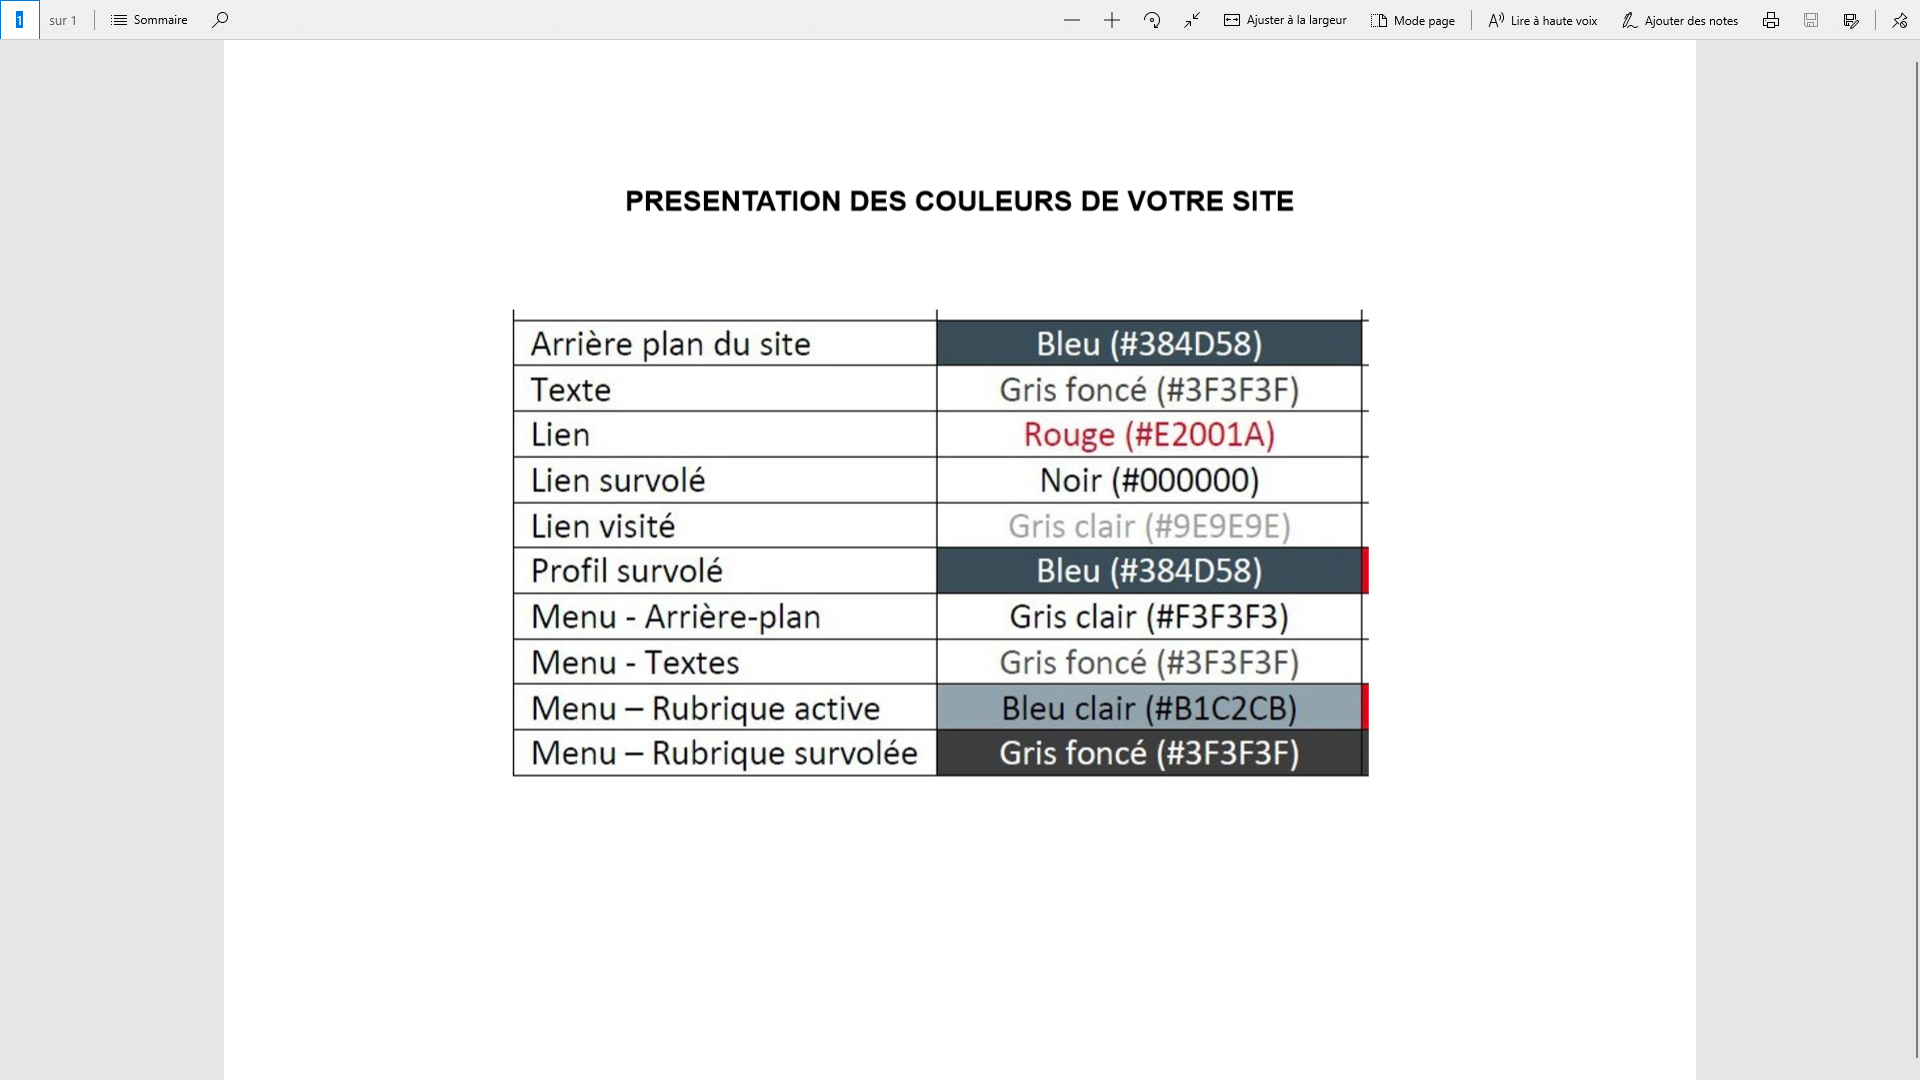 1 sur 1 Sommaire Ajuster à la largeur Mode page Lire à haute voix Ajouter des notes
PRESENTATION DES COULEURS DE VOTRE SITE
Arrière plan du site Bleu (#384D58)
Texte Gris foncé (#3F3F3F)
Lien Rouge (#E2001A)
Lien survolé Noir (#000000)
Lien visité Gris clair (#9E9E9E)
Profil survolé Bleu (#384D58)
Menu - Arrière-plan Gris clair (#F3F3F3)
Menu - Textes Gris foncé (#3F3F3F)
Menu – Rubrique active Bleu clair (#B1C2CB)
Menu – Rubrique survolée Gris foncé (#3F3F3F)